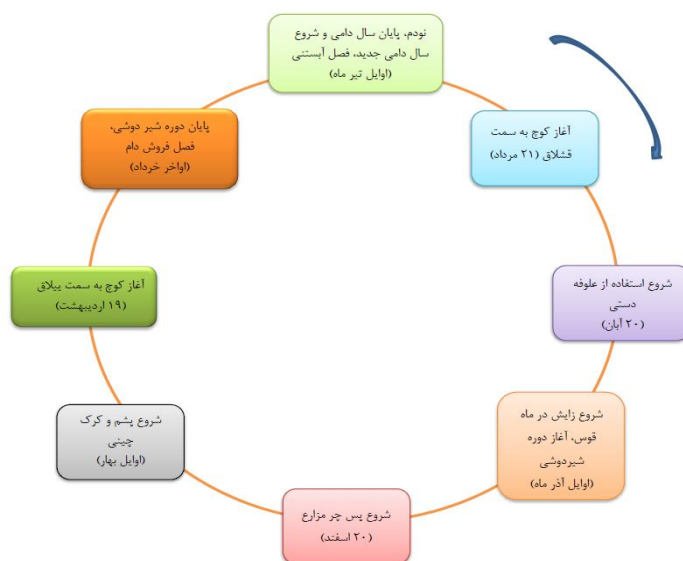 نودم، پایان سال دامی و شروع
سال دامی جدید، فصل آبستنی
(اوایل تیر ماه)
آغاز کوچ به سمت
قشلاق (۲۱ مرداد)
شروع استفاده از علوفه
دستی
(۲۰ آبان)
شروع زایش در ماه
قوس، آغاز دوره
شیردوشی
(اوایل آذر ماه)
شروع پس چر مزارع
(۲۰ اسفند)
شروع پشم و کرک
چینی
(اوایل بهار)
آغاز کوچ به سمت ییلاق
(۱۹ اردیبهشت)
پایان دوره شیر دوشی،
فصل فروش دام
(اواخر خرداد)